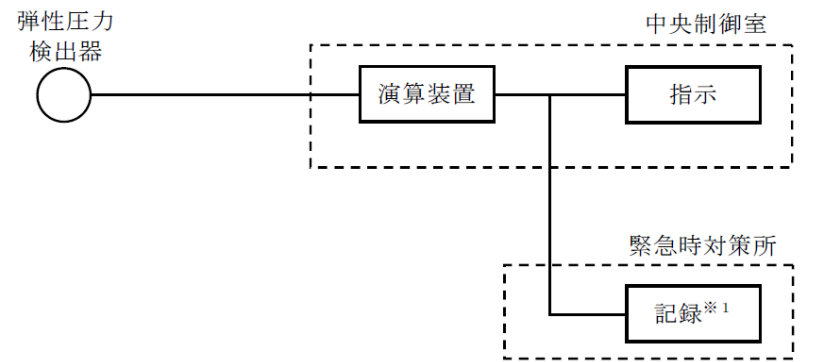 弾性圧力
検出器
中央制御室
演算装置
指示
緊急時対策所
記録※1